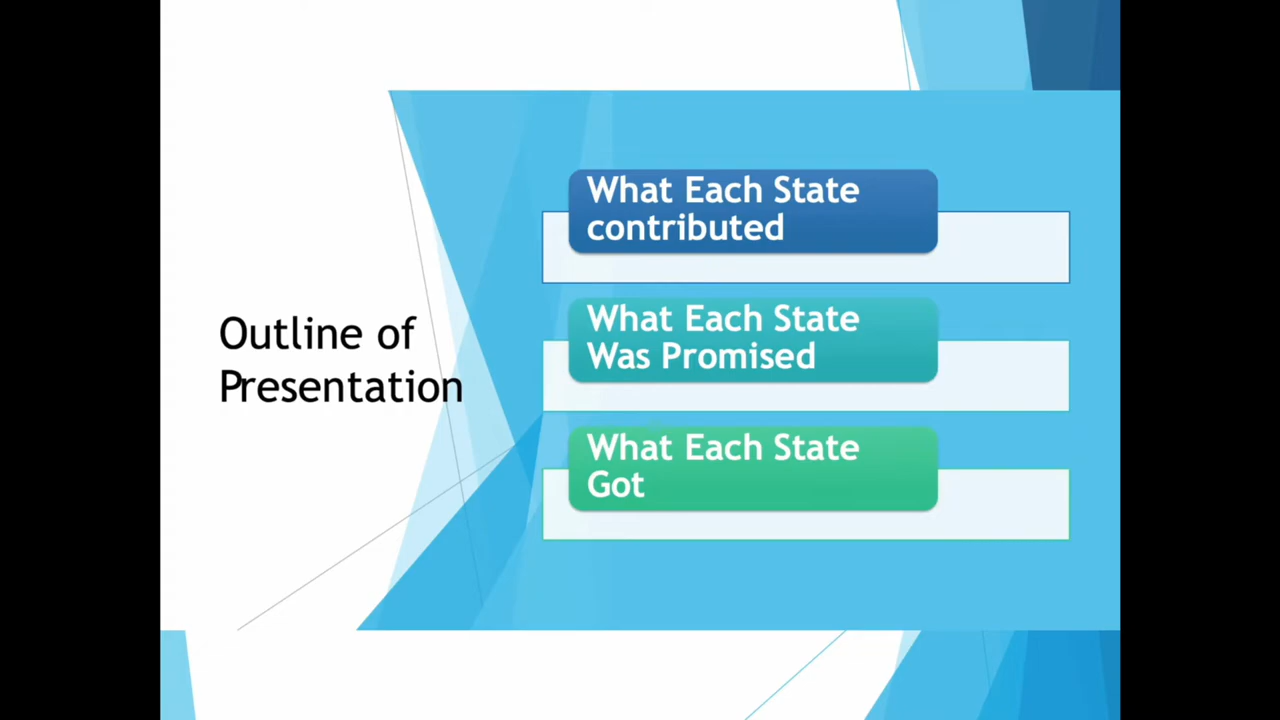 Outline of
Presentation
What Each State
contributed
What Each State
Was Promised
What Each State
Got